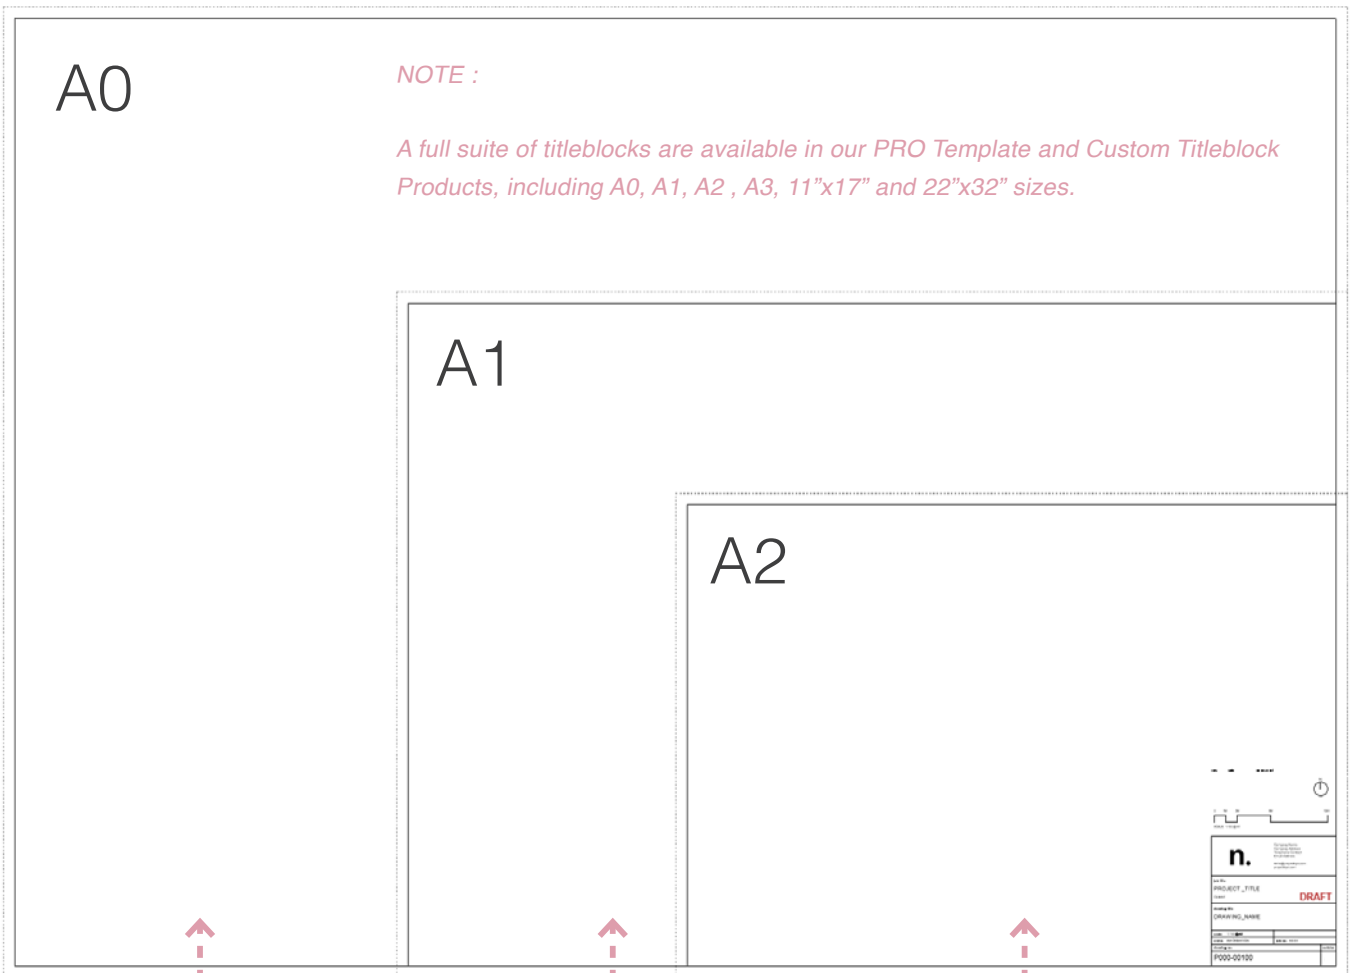 A0
NOTE :
A full suite of titleblocks are available in our PRO Template and Custom Titleblock
Products, including A0, A1, A2 , A3, 11”x17” and 22”x32” sizes.
A1
A2
n.
PROJECT_TITLE
DRAFT
DRAWING_NAME
P000-00100